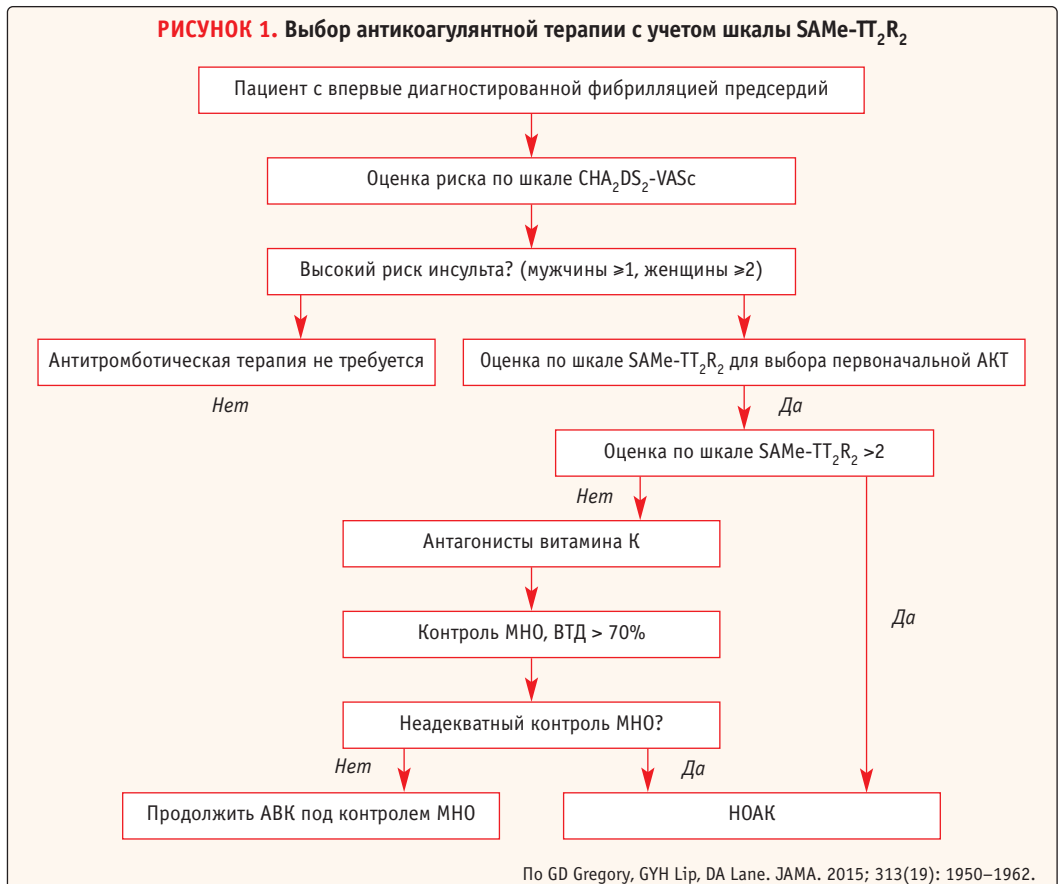 РИСУНОК 1. Выбор антикоагулянтной терапии с учетом шкалы SAMe-TT₂R₂
Пациент с впервые диагностированной фибрилляцией предсердий
Оценка риска по шкале CHA₂DS₂-VASc
Высокий риск инсульта? (мужчины ⩾1, женщины ⩾2)
Антитромботическая терапия не требуется
Оценка по шкале SAMe-TT₂R₂ для выбора первоначальной АКТ
Нет
Да
Оценка по шкале SAMe-TT₂R₂ >2
Нет
Антагонисты витамина К
Да
Контроль МНО, ВТД > 70%
Неадекватный контроль МНО?
Нет
Да
Продолжить АВК под контролем МНО
НОАК
По GD Gregory, GYH Lip, DA Lane. JAMA. 2015; 313(19): 1950–1962.